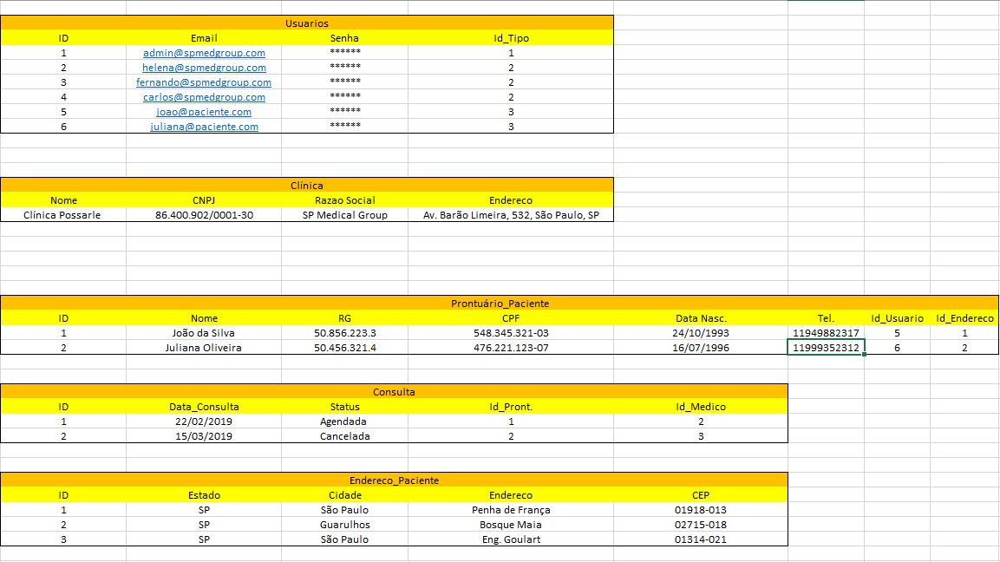 Usuarios
ID Email Senha Id_Tipo
1 admin@spmedgroup.com ****** 1
2 helena@spmedgroup.com ****** 2
3 fernando@spmedgroup.com ****** 2
4 carlos@spmedgroup.com ****** 2
5 joao@paciente.com ****** 3
6 juliana@paciente.com ****** 3
Clínica
Nome CNPJ Razao Social Endereco
Clínica Possarle 86.400.902/0001-30 SP Medical Group Av. Barão Limeira, 532, São Paulo, SP
Prontuário_Paciente
ID Nome RG CPF Data Nasc. Tel. Id_Usuario Id_Endereco
1 João da Silva 50.856.223.3 548.345.321-03 24/10/1993 11949882317 5 1
2 Juliana Oliveira 50.456.321.4 476.221.123-07 16/07/1996 11999352312 6 2
Consulta
ID Data_Consulta Status Id_Pront. Id_Medico
1 22/02/2019 Agendada 1 2
2 15/03/2019 Cancelada 2 3
Endereco_Paciente
ID Estado Cidade Endereco CEP
1 SP São Paulo Penha de França 01918-013
2 SP Guarulhos Bosque Maia 02715-018
3 SP São Paulo Eng. Goulart 01314-021